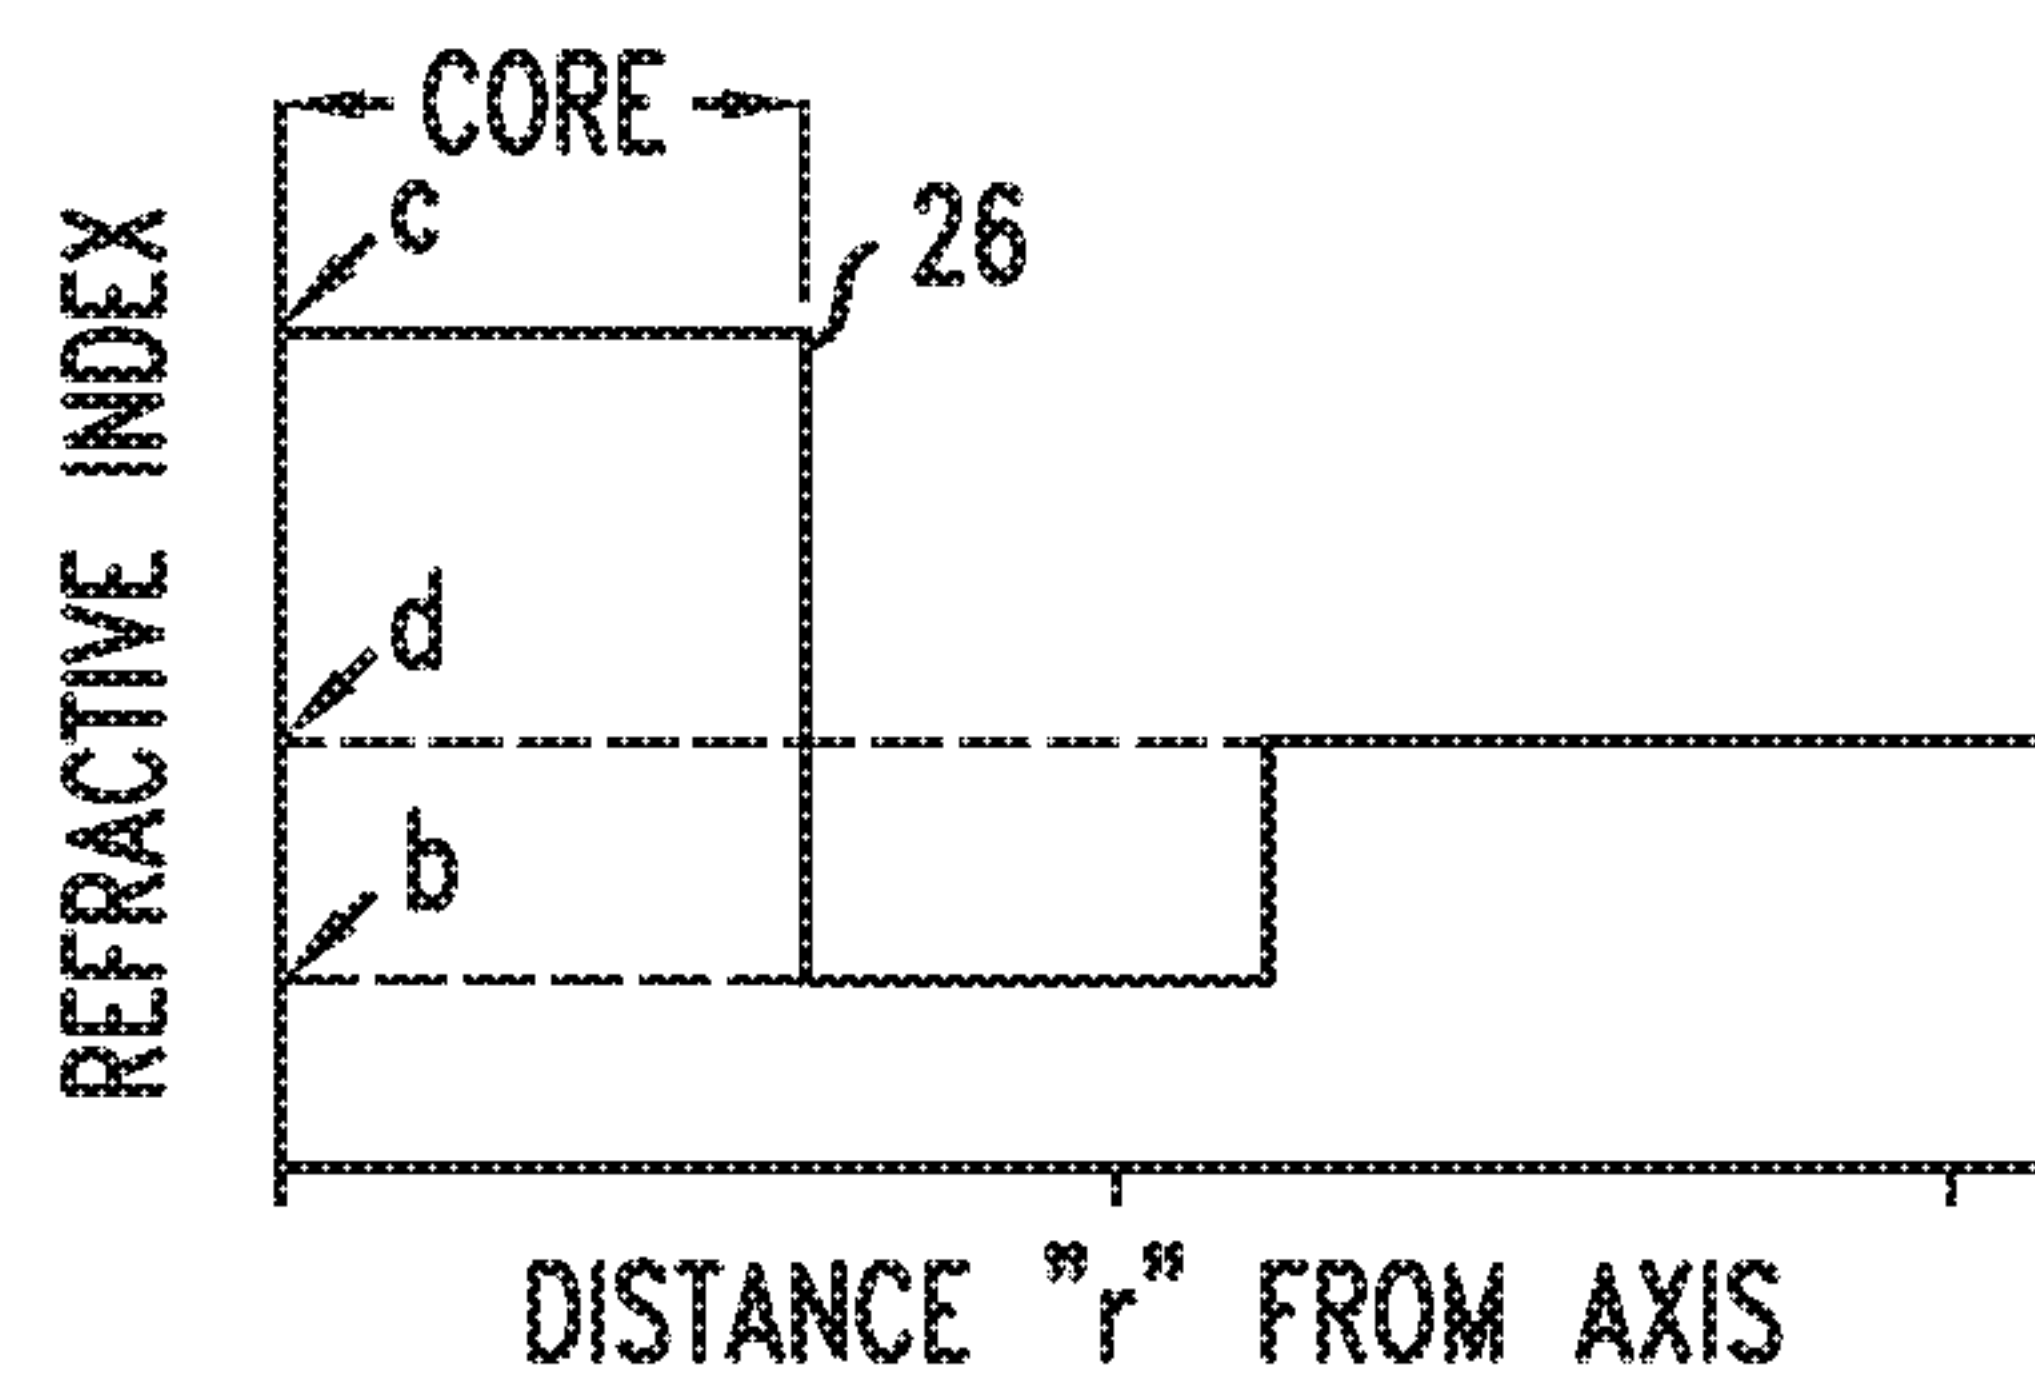 CORE
c
26
REFRACTIVE INDEX
d
b
DISTANCE "r" FROM AXIS